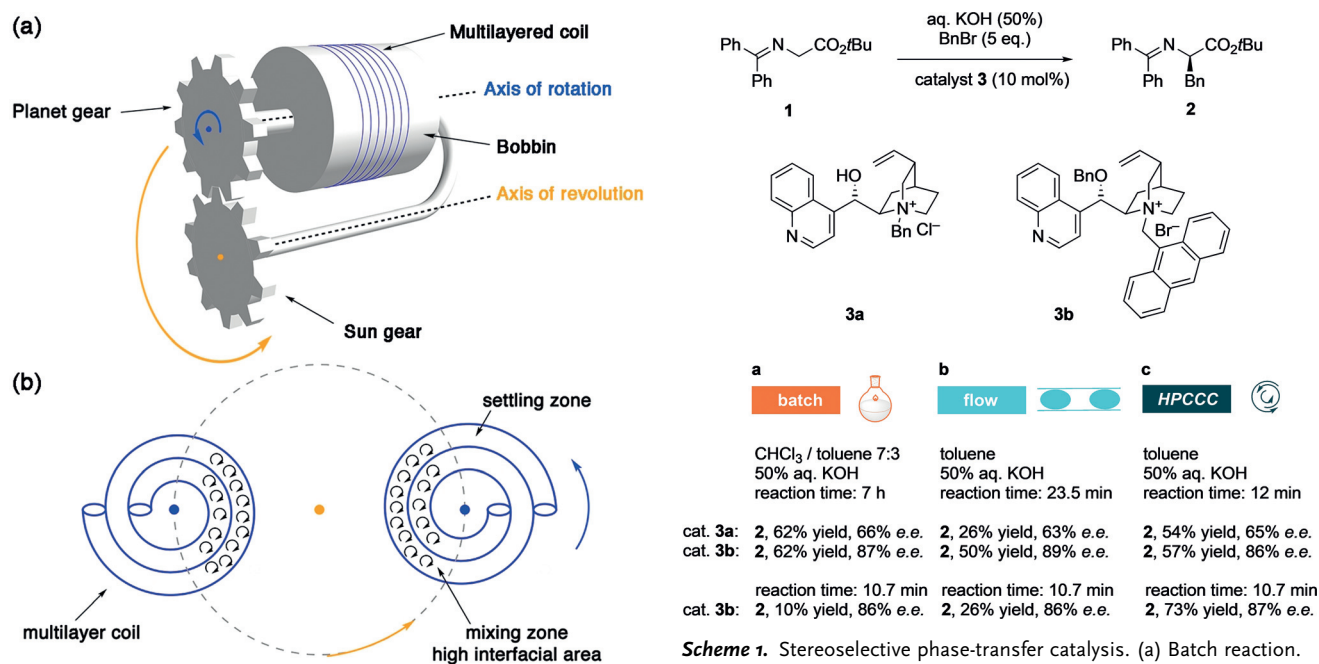 (a)
Multilayered coil
Planet gear
Axis of rotation
Bobbin
Axis of revolution
Sun gear
(b)
settling zone
multilayer coil
mixing zone
high interfacial area
Ph N CO₂tBu
Ph
1
aq. KOH (50%)
BnBr (5 eq.)
catalyst 3 (10 mol%)
Ph N CO₂tBu
Ph Bn
2
HO
N⁺
Bn Cl⁻
N
3a
BnO
N⁺
Br⁻
N
3b
a
batch
b
flow
c
HPCCC
CHCl₃ / toluene 7:3
50% aq. KOH
reaction time: 7 h
toluene
50% aq. KOH
reaction time: 23.5 min
toluene
50% aq. KOH
reaction time: 12 min
cat. 3a: 2, 62% yield, 66% e.e. 2, 26% yield, 63% e.e. 2, 54% yield, 65% e.e.
cat. 3b: 2, 62% yield, 87% e.e. 2, 50% yield, 89% e.e. 2, 57% yield, 86% e.e.
reaction time: 10.7 min reaction time: 10.7 min reaction time: 10.7 min
cat. 3b: 2, 10% yield, 86% e.e. 2, 26% yield, 86% e.e. 2, 73% yield, 87% e.e.
Scheme 1. Stereoselective phase-transfer catalysis. (a) Batch reaction.